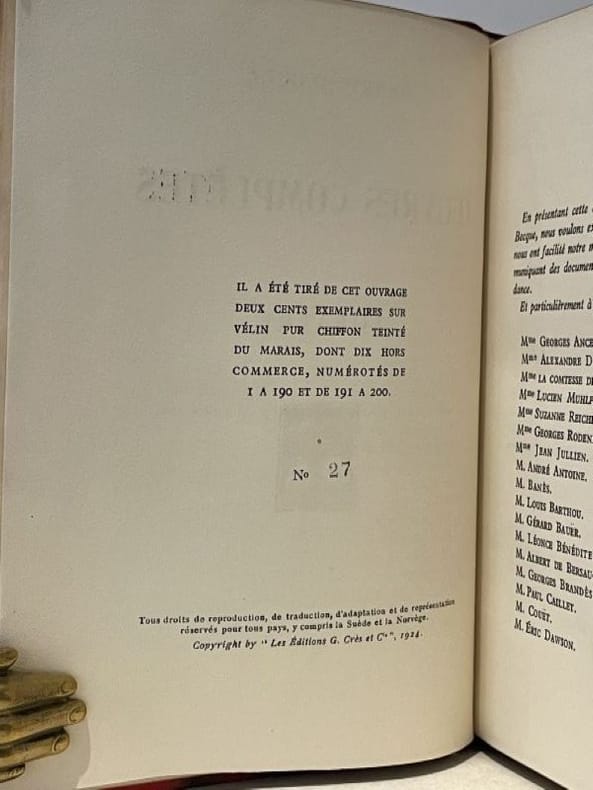 IL A ÉTÉ TIRÉ DE CET OUVRAGE
DEUX CENTS EXEMPLAIRES SUR
VÉLIN PUR CHIFFON TEINTÉ
DU MARAIS, DONT DIX HORS
COMMERCE, NUMÉROTÉS DE
1 A 190 ET DE 191 A 200.
No 27
Tous droits de reproduction, de traduction, d'adaptation et de représentation
réservés pour tous pays, y compris la Suède et la Norvège.
Copyright by " Les Éditions G. Crès et Cie", 1924.
En présentant cette
Becque, nous voulons
nous ont facilité notre
muniquant des
dance.
Et particulièrement à
Mme GEORGES
Mme ALEXANDRE
Mme LA COMTESSE
Mme LUCIEN
Mme SUZANNE
Mme GEORGES
Mme JEAN JULLIEN.
M. ANDRÉ ANTOINE.
M. BANÈS.
M. LOUIS BARTHOU.
M. GÉRARD BAUER.
M. LÉONCE
M. ALBERT DE
M. GEORGES BRANDÈS
M. PAUL CAILLEY.
M. COUËT.
M. ÉRIC DAWSON.